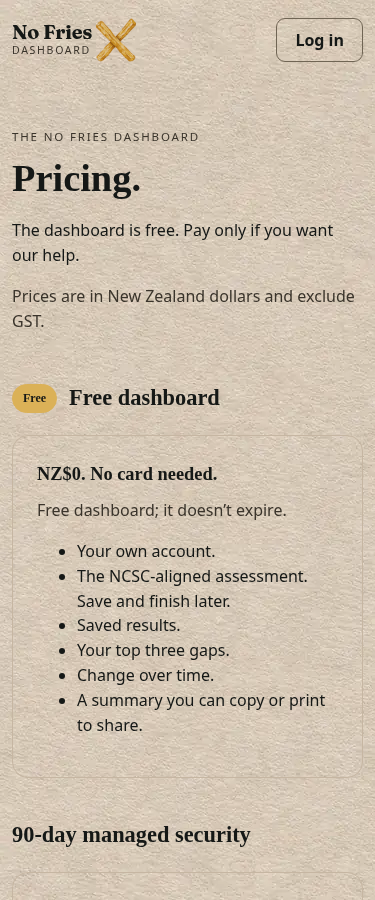 No Fries
DASHBOARD
Log in
THE NO FRIES DASHBOARD
Pricing.
The dashboard is free. Pay only if you want
our help.
Prices are in New Zealand dollars and exclude
GST.
Free
Free dashboard
NZ$0. No card needed.
Free dashboard; it doesn’t expire.
• Your own account.
• The NCSC-aligned assessment.
Save and finish later.
• Saved results.
• Your top three gaps.
• Change over time.
• A summary you can copy or print
to share.
90-day managed security